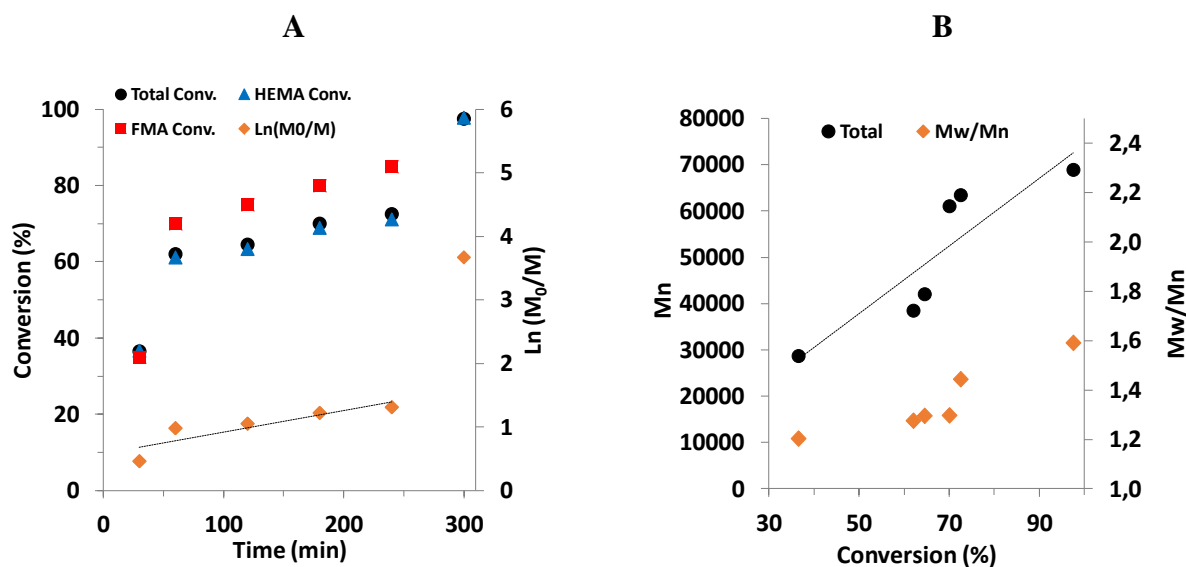 A
B
Total Conv.
HEMA Conv.
FMA Conv.
Ln(M0/M)
100
80
60
40
20
0
Conversion (%)
6
5
4
3
2
1
0
Ln (M₀/M)
0
100
200
300
Time (min)
Total
Mw/Mn
80000
70000
60000
50000
40000
30000
20000
10000
0
Mn
2,4
2,2
2,0
1,8
1,6
1,4
1,2
1,0
Mw/Mn
30
50
70
90
Conversion (%)